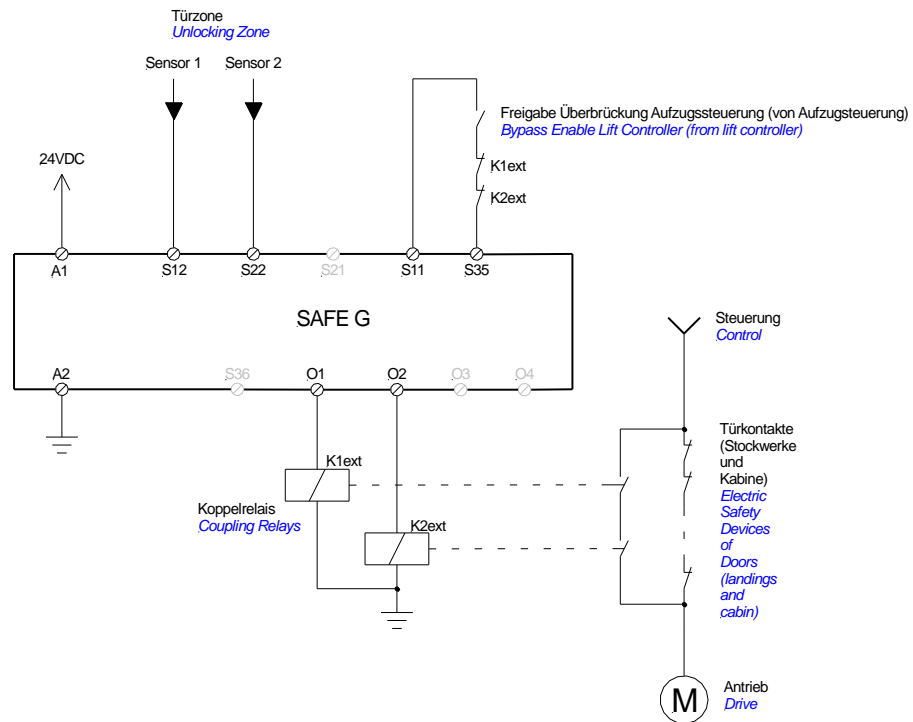 Türzone
Unlocking Zone
Sensor 1
Sensor 2
Freigabe Überbrückung Aufzugssteuerung (von Aufzugsteuerung)
Bypass Enable Lift Controller (from lift controller)
24VDC
K1ext
K2ext
A1
S12
S22
S21
S11
S35
SAFE G
Steuerung
Control
A2
S36
O1
O2
O3
O4
Türkontakte
(Stockwerke
und
Kabine)
Electric
Safety
Devices
of
Doors
(landings
and
cabin)
K1ext
Koppelrelais
Coupling Relays
K2ext
M
Antrieb
Drive